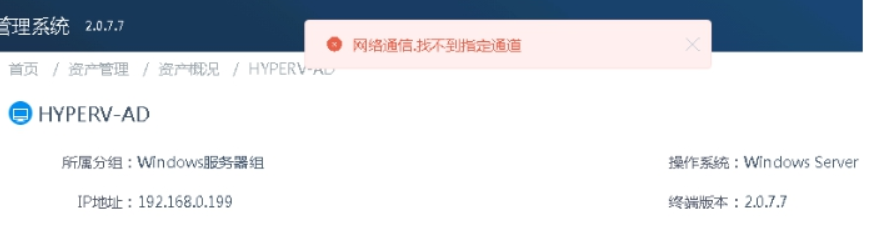 管理系统 2.0.7.7
网络通信.找不到指定通道
首页 / 资产管理 / 资产概况 / HYPERV-AD
HYPERV-AD
所属分组：Windows服务器组
操作系统：Windows Server
IP地址：192.168.0.199
终端版本：2.0.7.7